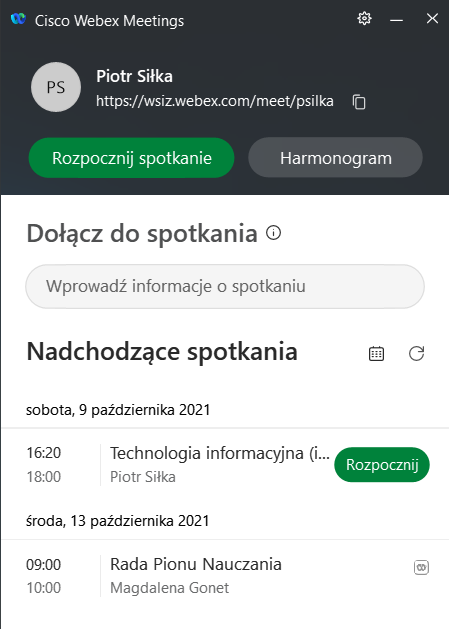 Cisco Webex Meetings
PS
Piotr Siłka
https://wsiz.webex.com/meet/psilka
Rozpocznij spotkanie
Harmonogram
Dołącz do spotkania
Wprowadź informacje o spotkaniu
Nadchodzące spotkania
sobota, 9 października 2021
16:20 Technologia informacyjna (i... Rozpocznij
18:00 Piotr Siłka
środa, 13 października 2021
09:00 Rada Pionu Nauczania
10:00 Magdalena Gonet